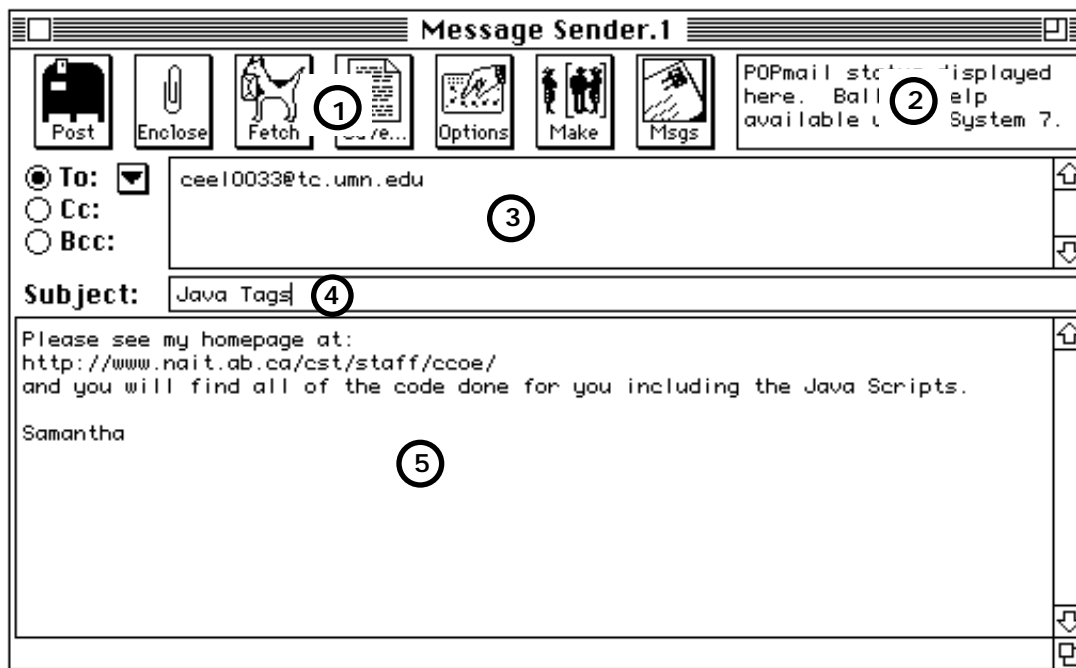 Message Sender.1
Post
Enclose
Fetch
1
Options
Make
Msgs
POPmail displayed
here.
available System 7.
2
To:
Cc:
Bcc:
ceel0033@tc.umn.edu
3
Subject:
Java Tags
4
Please see my homepage at:
http://www.nait.ab.ca/cst/staff/ccoe/
and you will find all of the code done for you including the Java Scripts.
Samantha
5